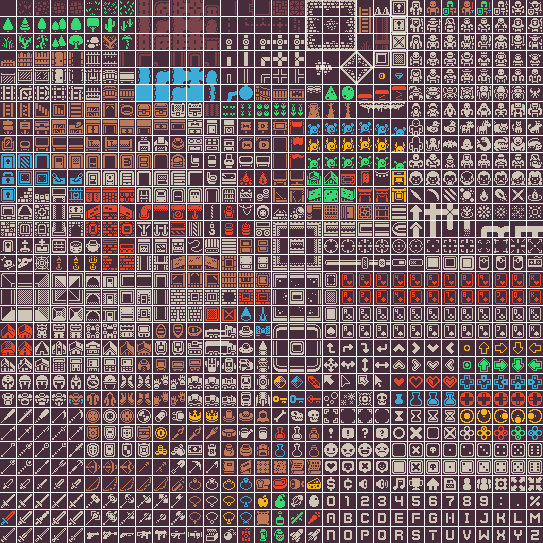 $ ¢
0 1 2 3 4 5 6 7 8 9 : . %
A B C D E F G H I J K L M
N O P Q R S T U V W X Y Z